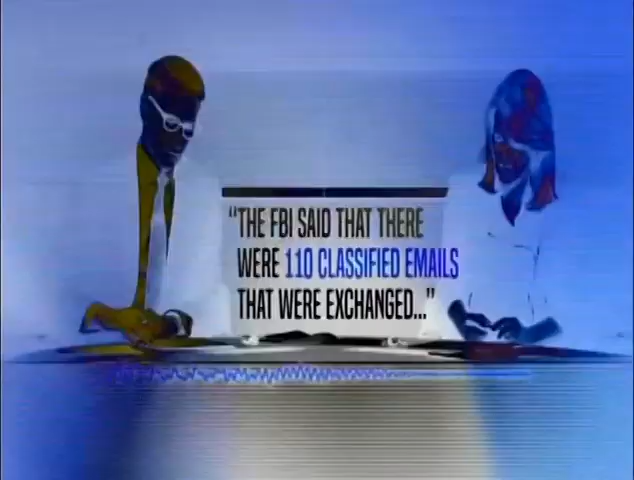 "THE FBI SAID THAT THERE
WERE 110 CLASSIFIED EMAILS
THAT WERE EXCHANGED..."